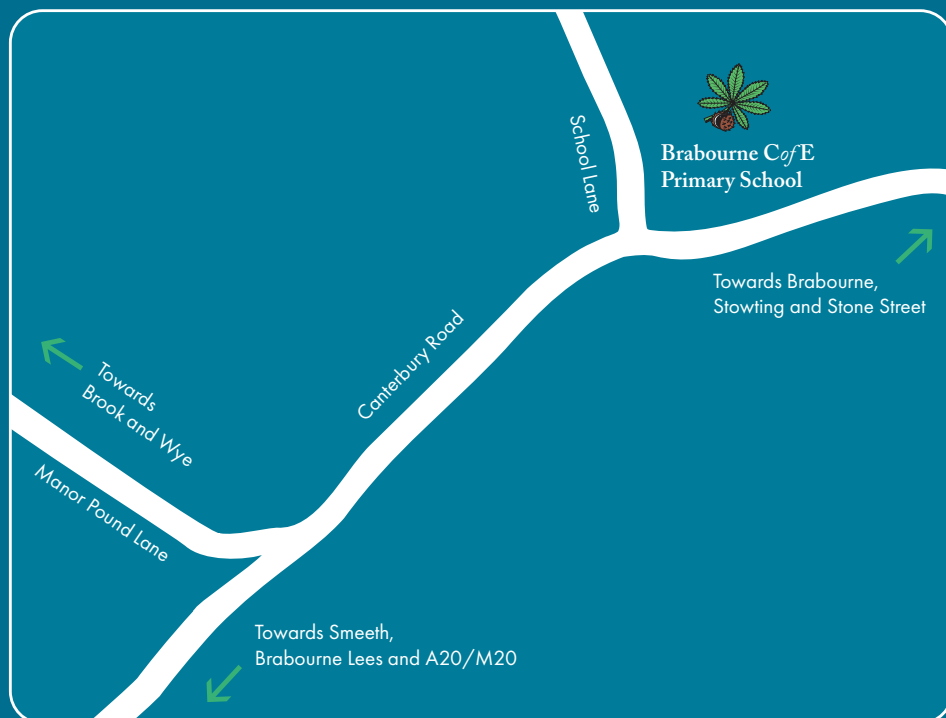 School Lane
Brabourne CofE
Primary School
Towards Brabourne,
Stowting and Stone Street
Canterbury Road
Towards
Brook and Wye
Manor Pound Lane
Towards Smeeth,
Brabourne Lees and A20/M20